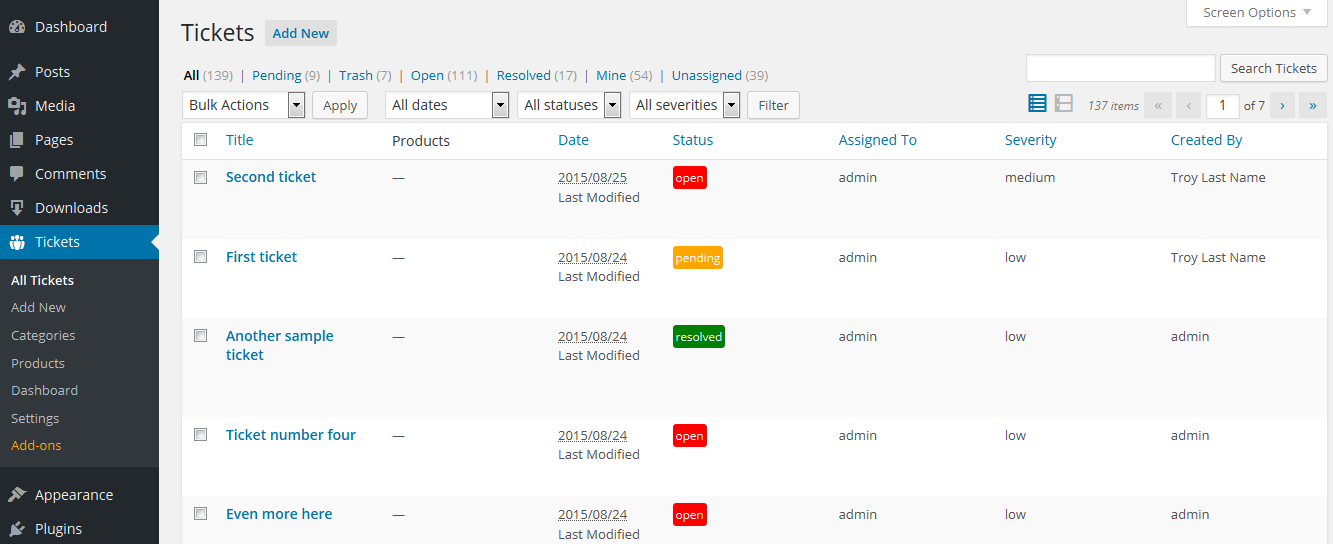 Dashboard
Posts
Media
Pages
Comments
Downloads
Tickets
All Tickets
Add New
Categories
Products
Dashboard
Settings
Add-ons
Appearance
Plugins
Screen Options
Tickets Add New
All (139) | Pending (9) | Trash (7) | Open (111) | Resolved (17) | Mine (54) | Unassigned (39)
Search Tickets
Bulk Actions Apply All dates All statuses All severities Filter
137 items « ‹ 1 of 7 › »
Title Products Date Status Assigned To Severity Created By
Second ticket — 2015/08/25 open admin medium Troy Last Name
Last Modified
First ticket — 2015/08/24 pending admin low Troy Last Name
Last Modified
Another sample — 2015/08/24 resolved admin low admin
ticket Last Modified
Ticket number four — 2015/08/24 open admin low admin
Last Modified
Even more here — 2015/08/24 open admin low admin
Last Modified